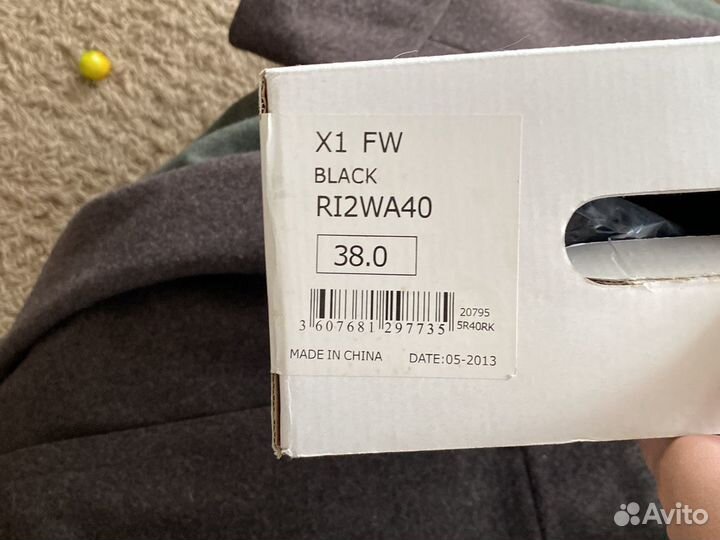 X1 FW
BLACK
RI2WA40
38.0
20795
3 607681 297735 5R40RK
MADE IN CHINA DATE:05-2013
Avito